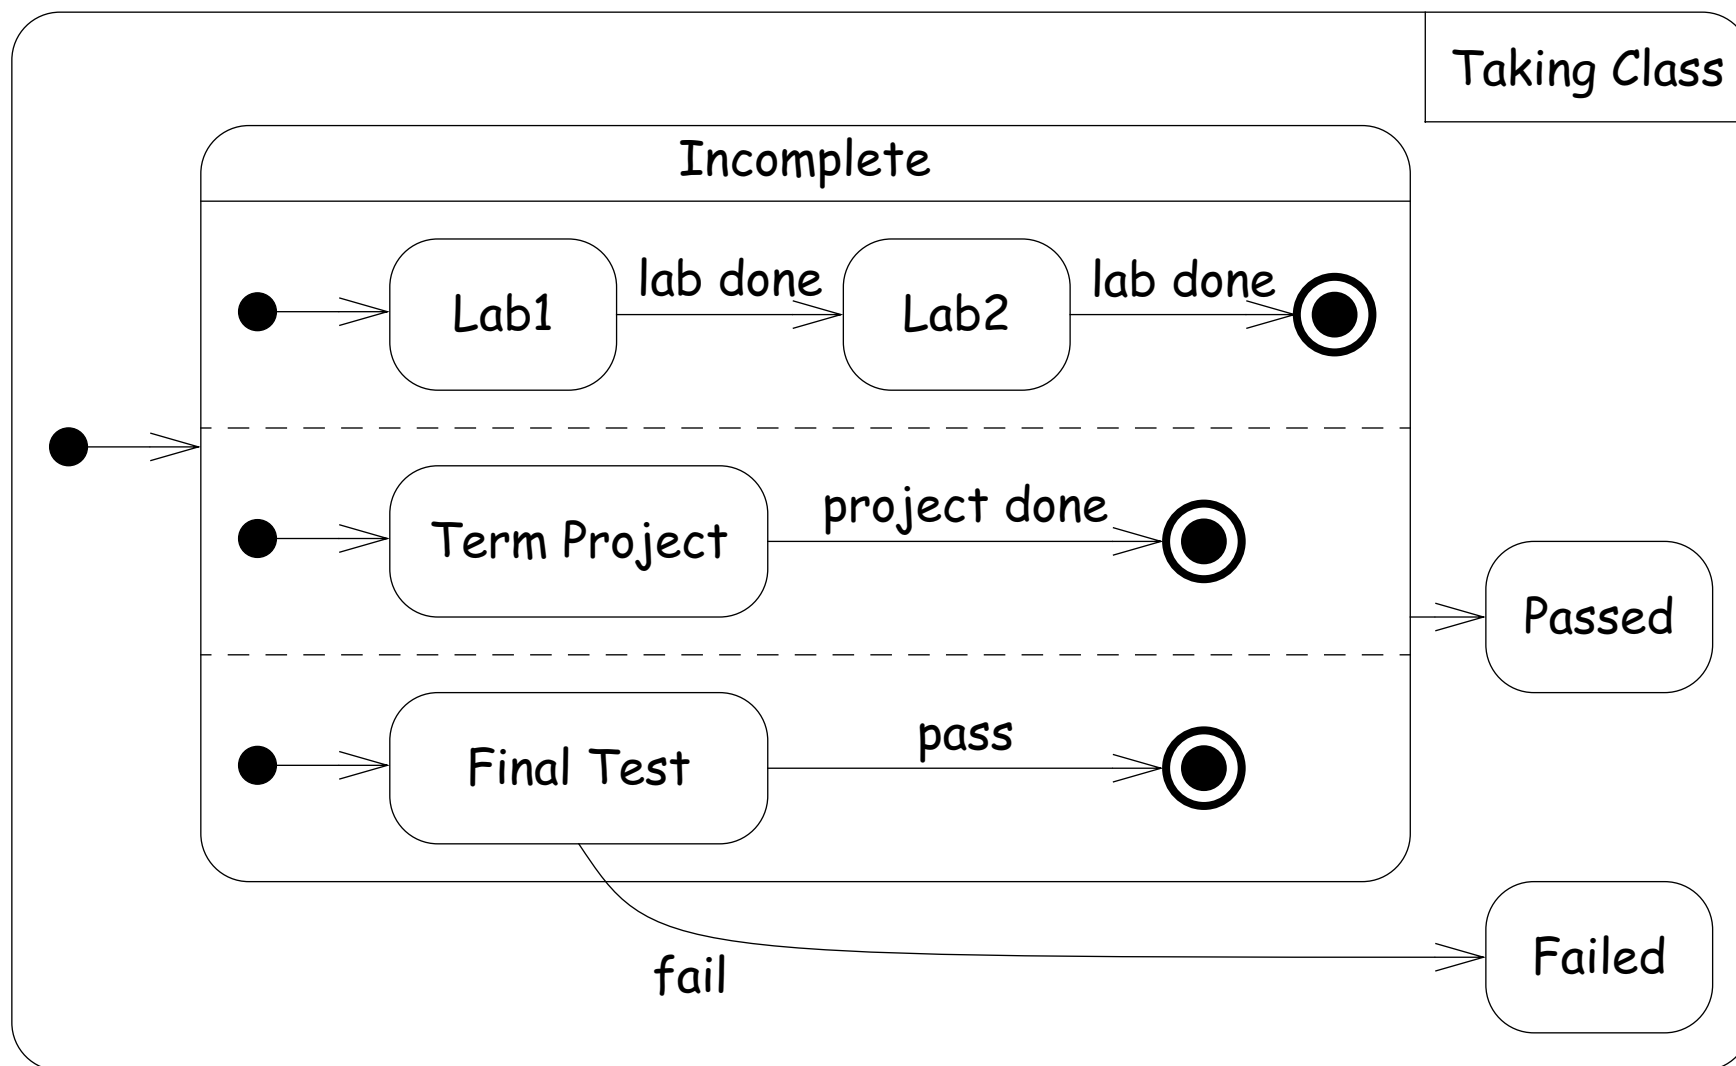 Taking Class
Incomplete
Lab1
lab done
Lab2
lab done
Term Project
project done
Passed
Final Test
pass
fail
Failed